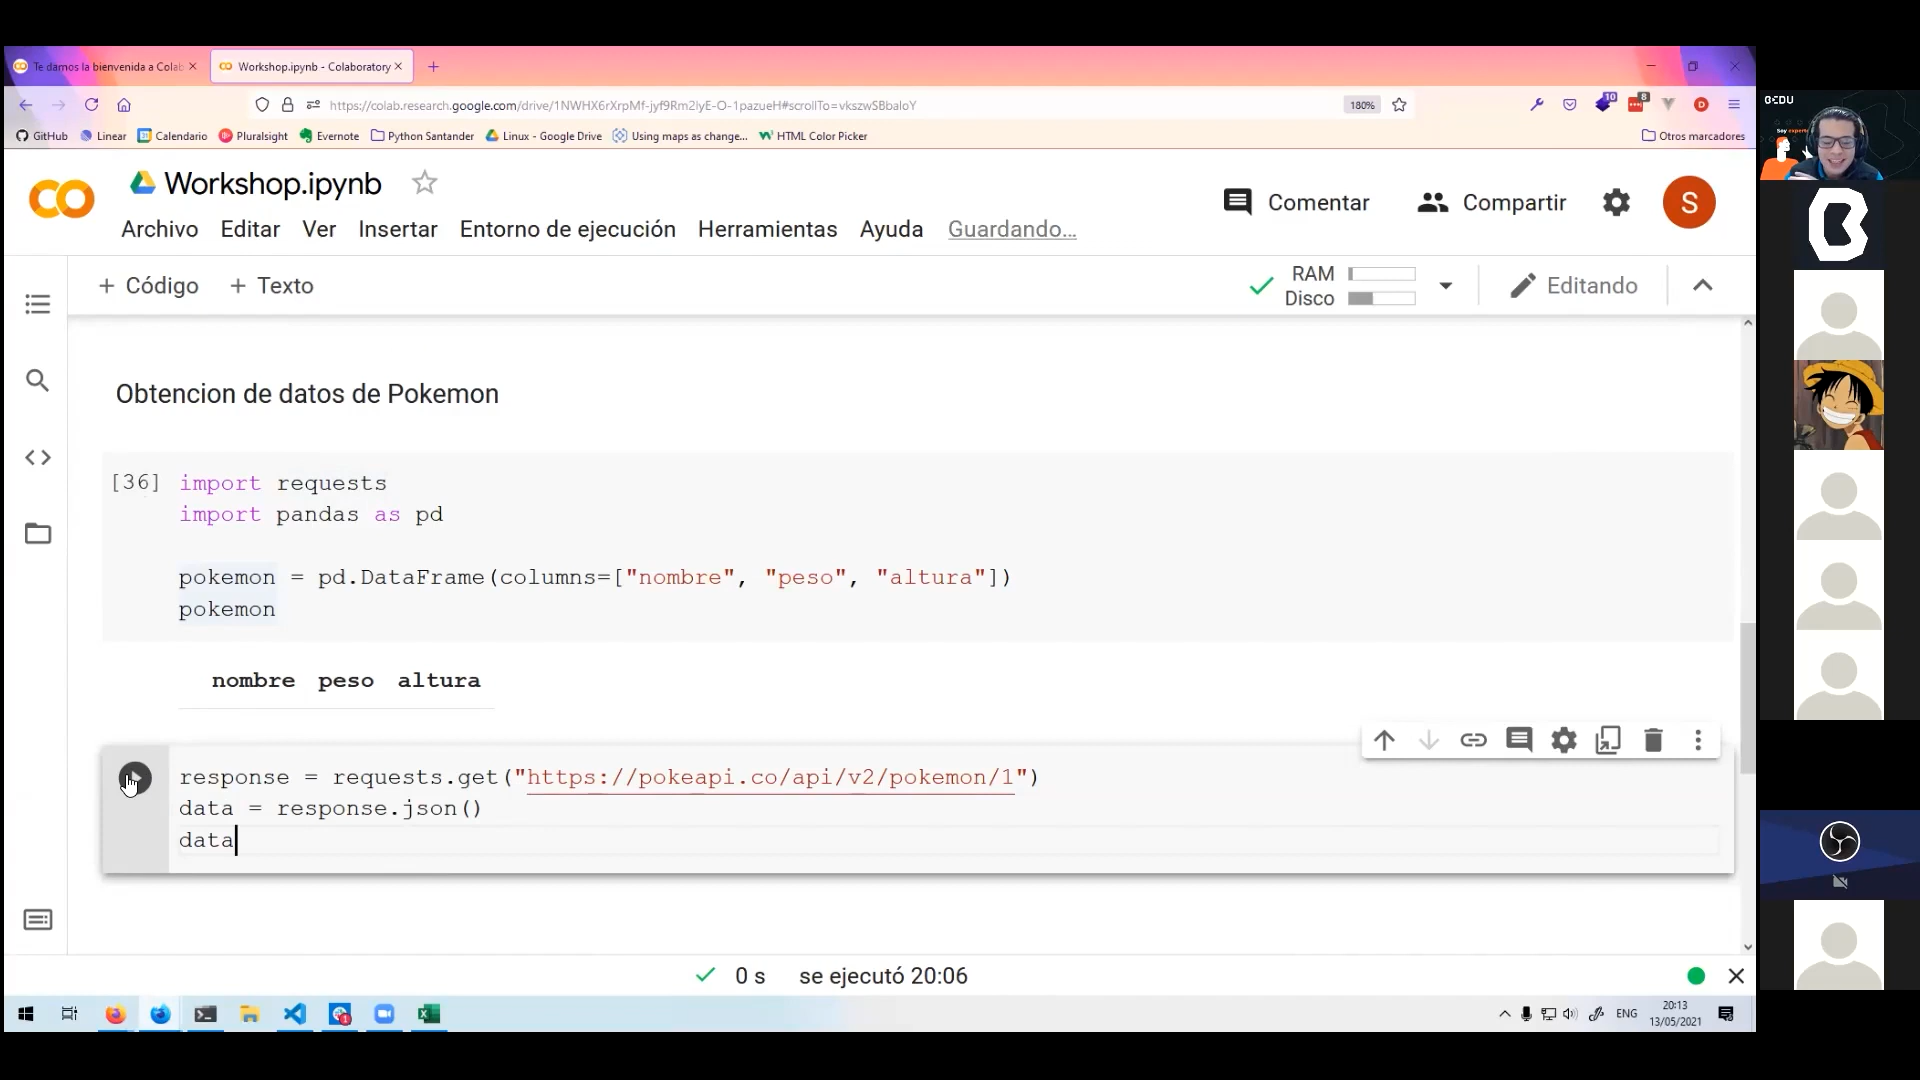 Te damos la bienvenida a Colab
Workshop.ipynb - Colaboratory
https://colab.research.google.com/drive/1NWHX6rXrpMf-jyf9Rm2lyE-O-1pazueH#scrollTo=vkszwSBbaloY
180%
10
8
D
GitHub
Linear
Calendario
Pluralsight
Evernote
Python Santander
Linux - Google Drive
Using maps as change...
HTML Color Picker
Otros marcadores
Workshop.ipynb
Comentar
Compartir
S
Archivo
Editar
Ver
Insertar
Entorno de ejecución
Herramientas
Ayuda
Guardando...
+ Código
+ Texto
RAM
Disco
Editando
Obtencion de datos de Pokemon
[36] import requests
import pandas as pd
pokemon = pd.DataFrame(columns=["nombre", "peso", "altura"])
pokemon
nombre peso altura
response = requests.get("https://pokeapi.co/api/v2/pokemon/1")
data = response.json()
data
0 s se ejecutó 20:06
ENG
20:13
13/05/2021